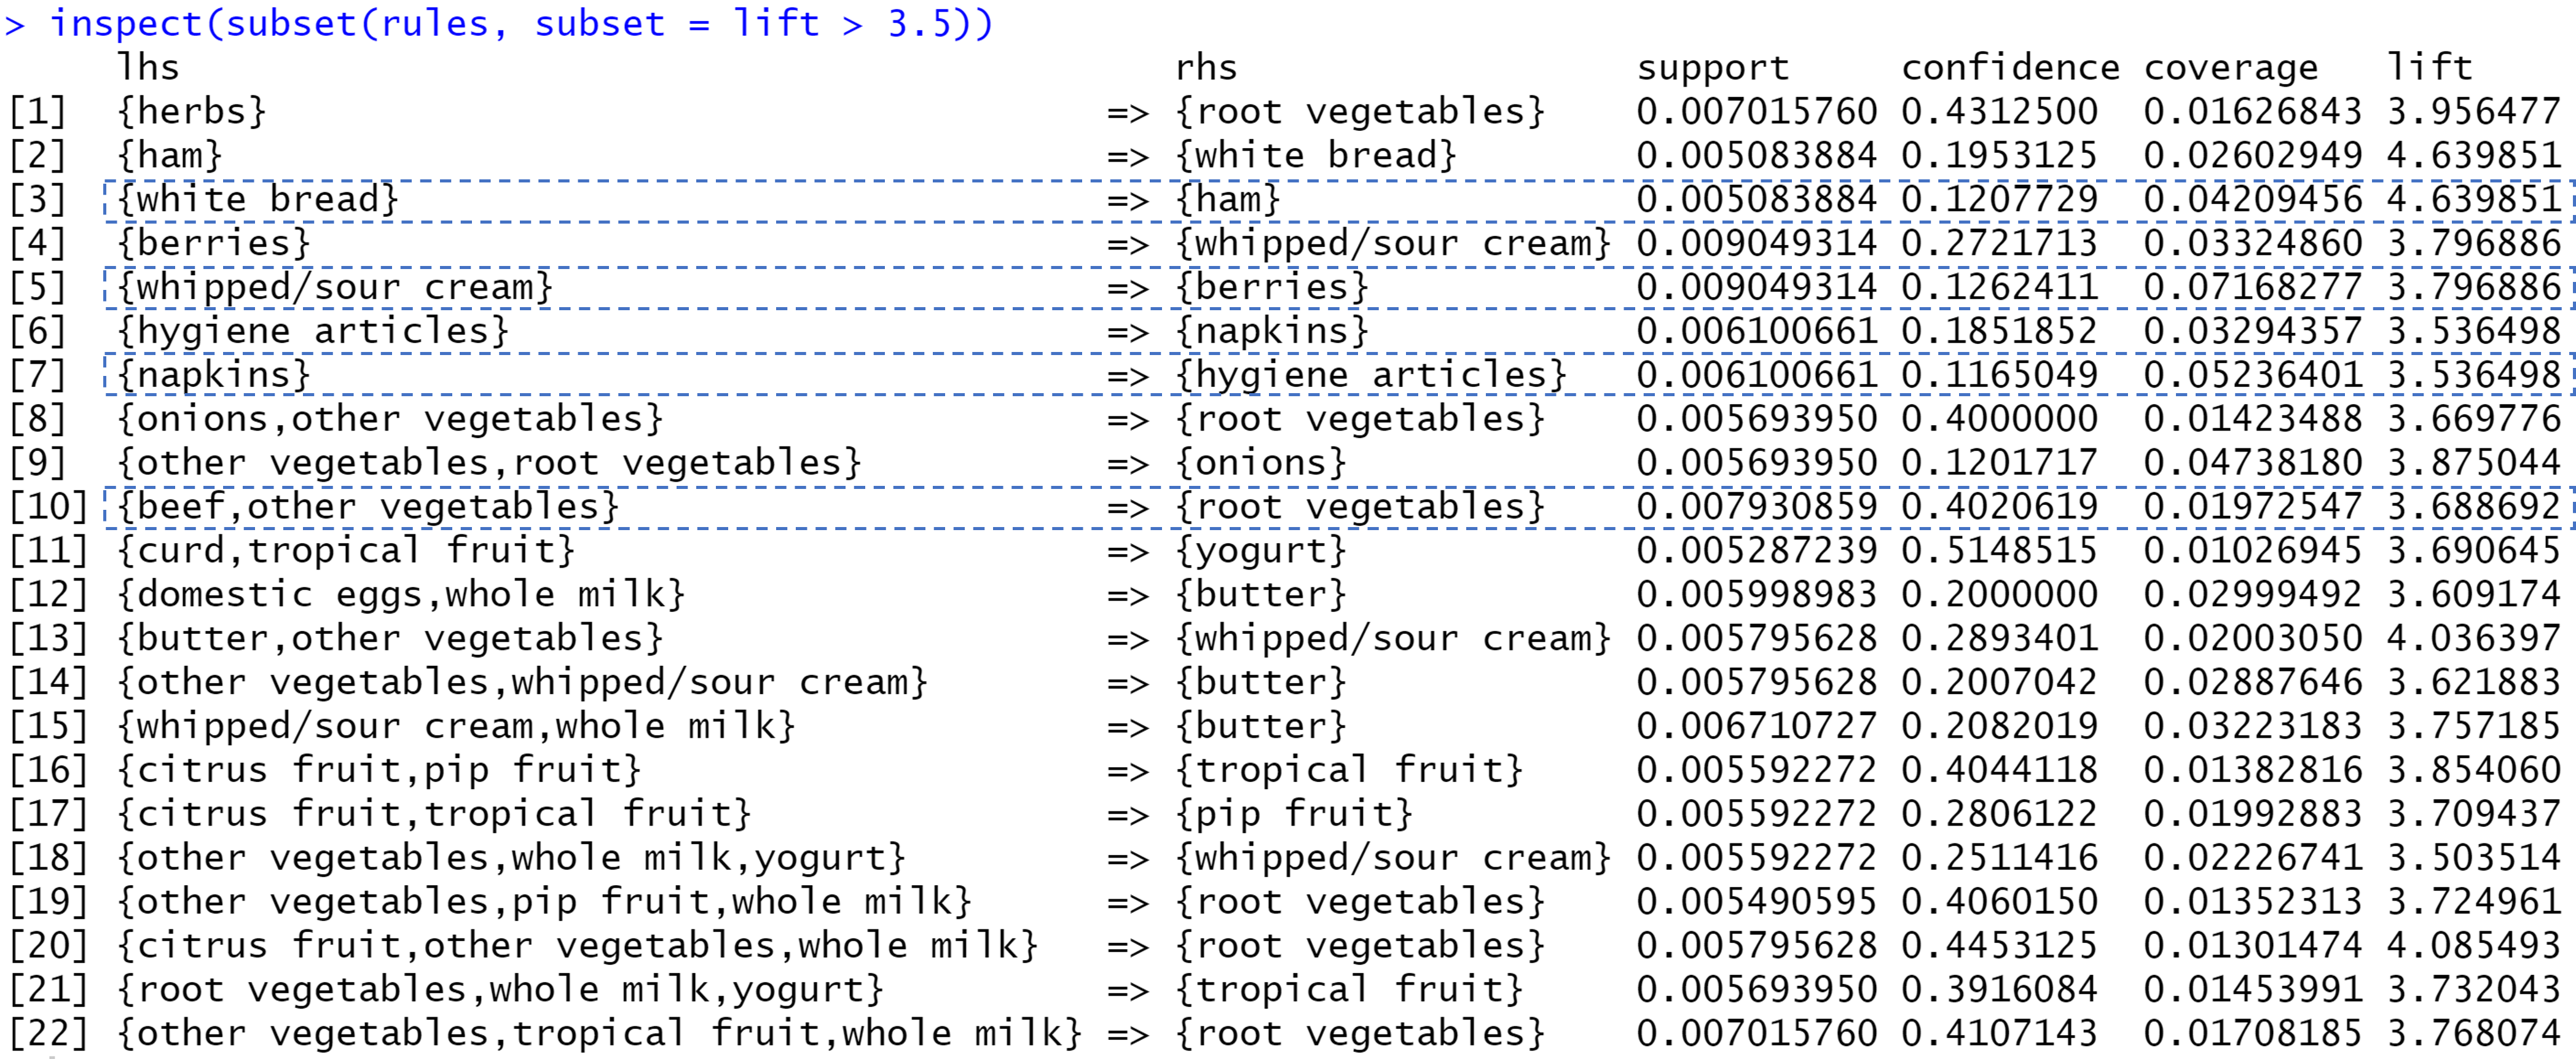 > inspect(subset(rules, subset = lift > 3.5))
lhs rhs support confidence coverage lift
[1] {herbs} => {root vegetables} 0.007015760 0.4312500 0.01626843 3.956477
[2] {ham} => {white bread} 0.005083884 0.1953125 0.02602949 4.639851
[3] {white bread} => {ham} 0.005083884 0.1207729 0.04209456 4.639851
[4] {berries} => {whipped/sour cream} 0.009049314 0.2721713 0.03324860 3.796886
[5] {whipped/sour cream} => {berries} 0.009049314 0.1262411 0.07168277 3.796886
[6] {hygiene articles} => {napkins} 0.006100661 0.1851852 0.03294357 3.536498
[7] {napkins} => {hygiene articles} 0.006100661 0.1165049 0.05236401 3.536498
[8] {onions,other vegetables} => {root vegetables} 0.005693950 0.4000000 0.01423488 3.669776
[9] {other vegetables,root vegetables} => {onions} 0.005693950 0.1201717 0.04738180 3.875044
[10] {beef,other vegetables} => {root vegetables} 0.007930859 0.4020619 0.01972547 3.688692
[11] {curd,tropical fruit} => {yogurt} 0.005287239 0.5148515 0.01026945 3.690645
[12] {domestic eggs,whole milk} => {butter} 0.005998983 0.2000000 0.02999492 3.609174
[13] {butter,other vegetables} => {whipped/sour cream} 0.005795628 0.2893401 0.02003050 4.036397
[14] {other vegetables,whipped/sour cream} => {butter} 0.005795628 0.2007042 0.02887646 3.621883
[15] {whipped/sour cream,whole milk} => {butter} 0.006710727 0.2082019 0.03223183 3.757185
[16] {citrus fruit,pip fruit} => {tropical fruit} 0.005592272 0.4044118 0.01382816 3.854060
[17] {citrus fruit,tropical fruit} => {pip fruit} 0.005592272 0.2806122 0.01992883 3.709437
[18] {other vegetables,whole milk,yogurt} => {whipped/sour cream} 0.005592272 0.2511416 0.02226741 3.503514
[19] {other vegetables,pip fruit,whole milk} => {root vegetables} 0.005490595 0.4060150 0.01352313 3.724961
[20] {citrus fruit,other vegetables,whole milk} => {root vegetables} 0.005795628 0.4453125 0.01301474 4.085493
[21] {root vegetables,whole milk,yogurt} => {tropical fruit} 0.005693950 0.3916084 0.01453991 3.732043
[22] {other vegetables,tropical fruit,whole milk} => {root vegetables} 0.007015760 0.4107143 0.01708185 3.768074